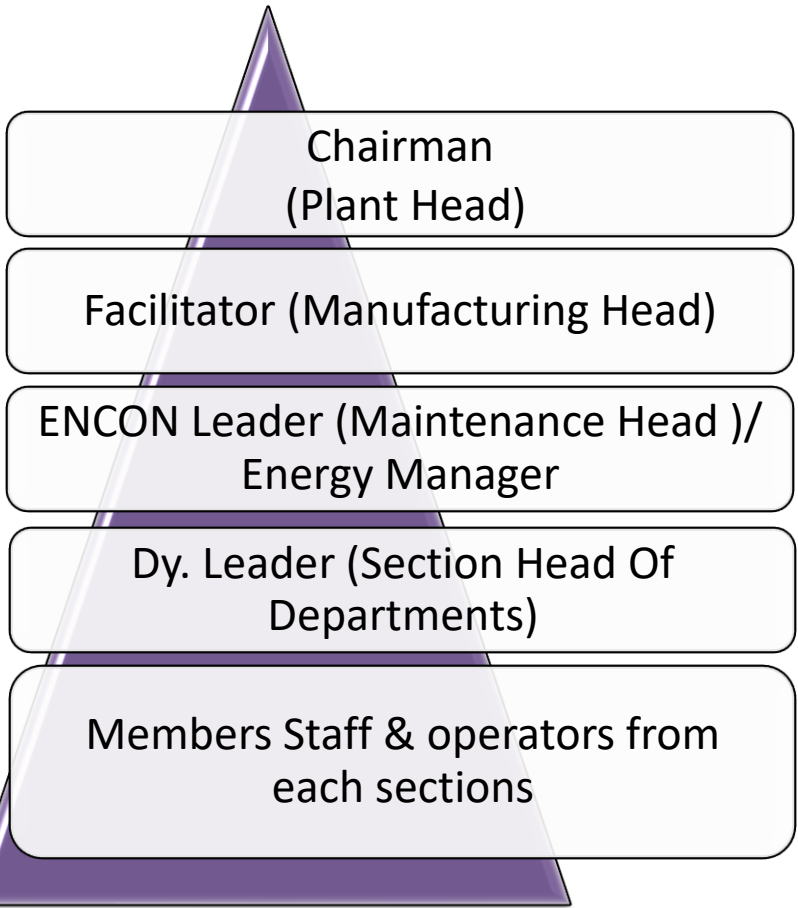 Chairman
(Plant Head)
Facilitator (Manufacturing Head)
ENCON Leader (Maintenance Head )/
Energy Manager
Dy. Leader (Section Head Of
Departments)
Members Staff & operators from
each sections